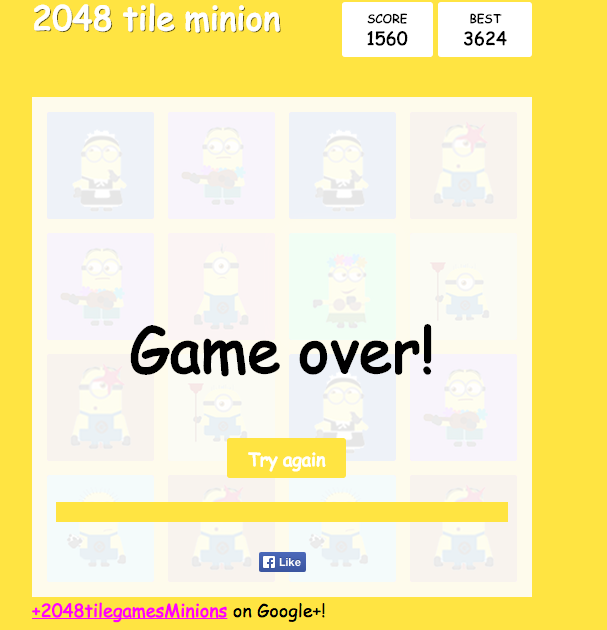 2048 tile minion
SCORE
1560
BEST
3624
Game over!
Try again
Like
+2048tilegamesMinions on Google+!